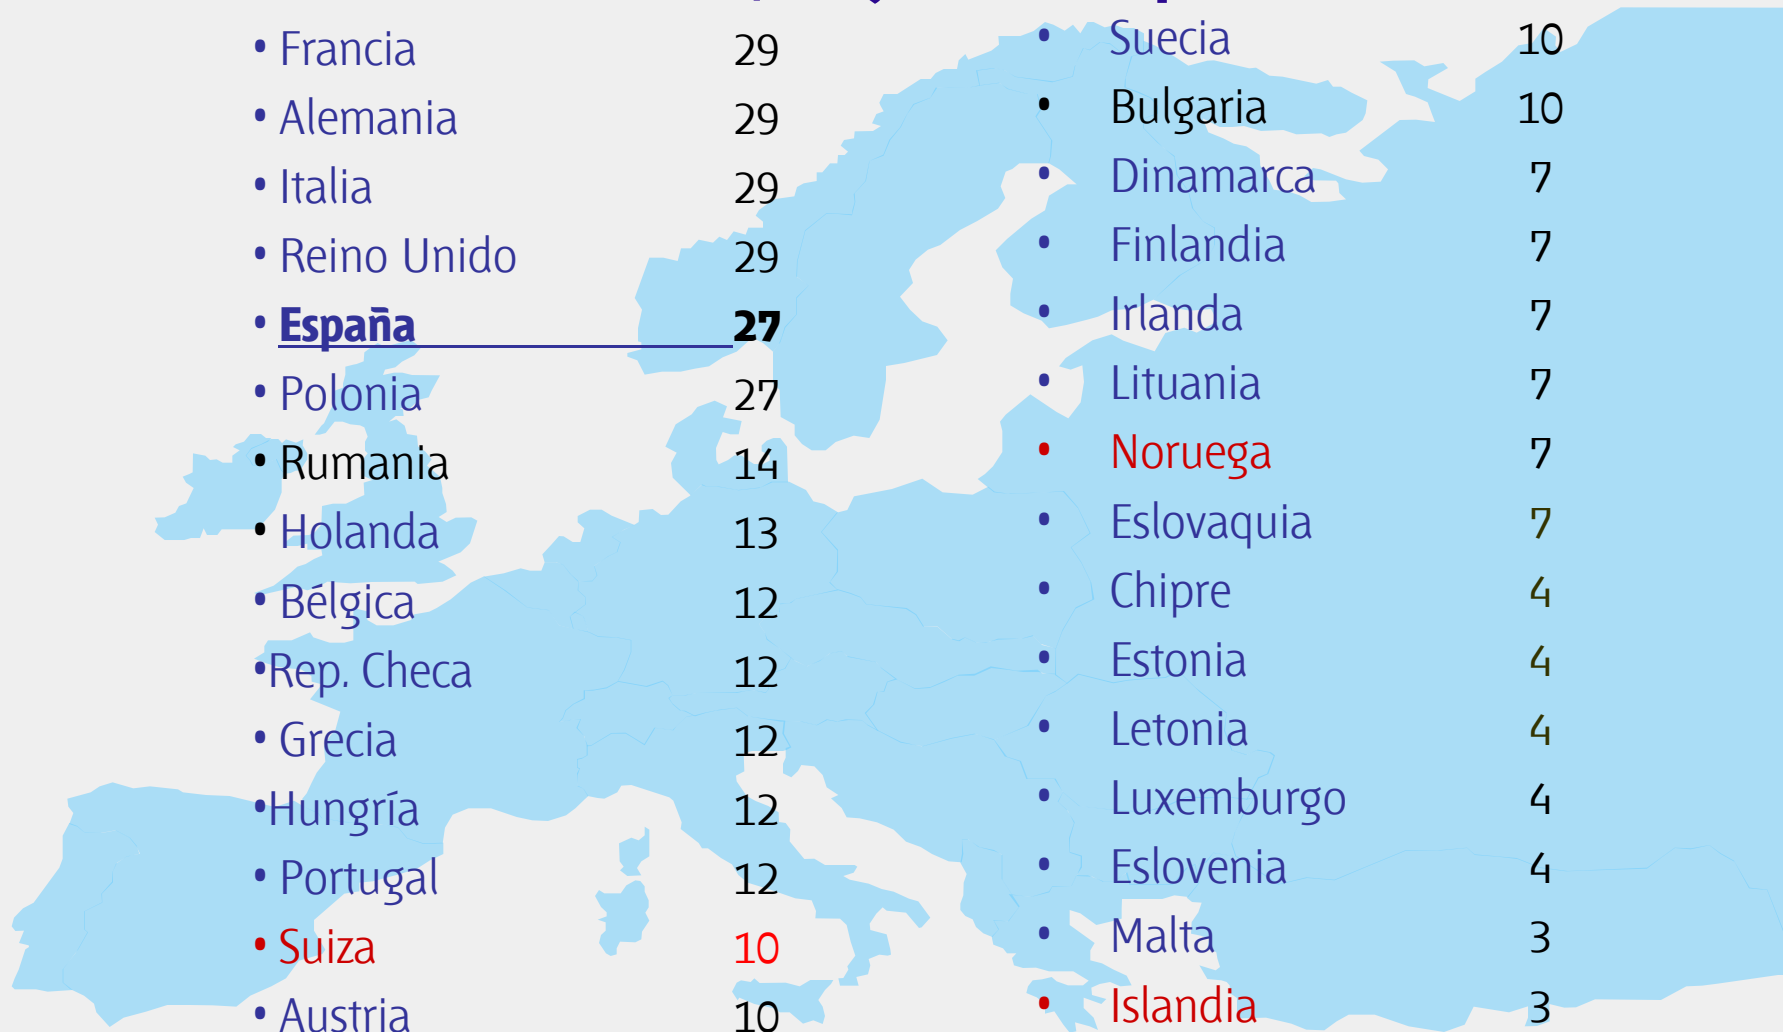 • Francia 29
• Alemania 29
• Italia 29
• Reino Unido 29
• España 27
• Polonia 27
• Rumania 14
• Holanda 13
• Bélgica 12
•Rep. Checa 12
• Grecia 12
•Hungría 12
• Portugal 12
• Suiza 10
• Austria 10
• Suecia 10
• Bulgaria 10
• Dinamarca 7
• Finlandia 7
• Irlanda 7
• Lituania 7
• Noruega 7
• Eslovaquia 7
• Chipre 4
• Estonia 4
• Letonia 4
• Luxemburgo 4
• Eslovenia 4
• Malta 3
• Islandia 3